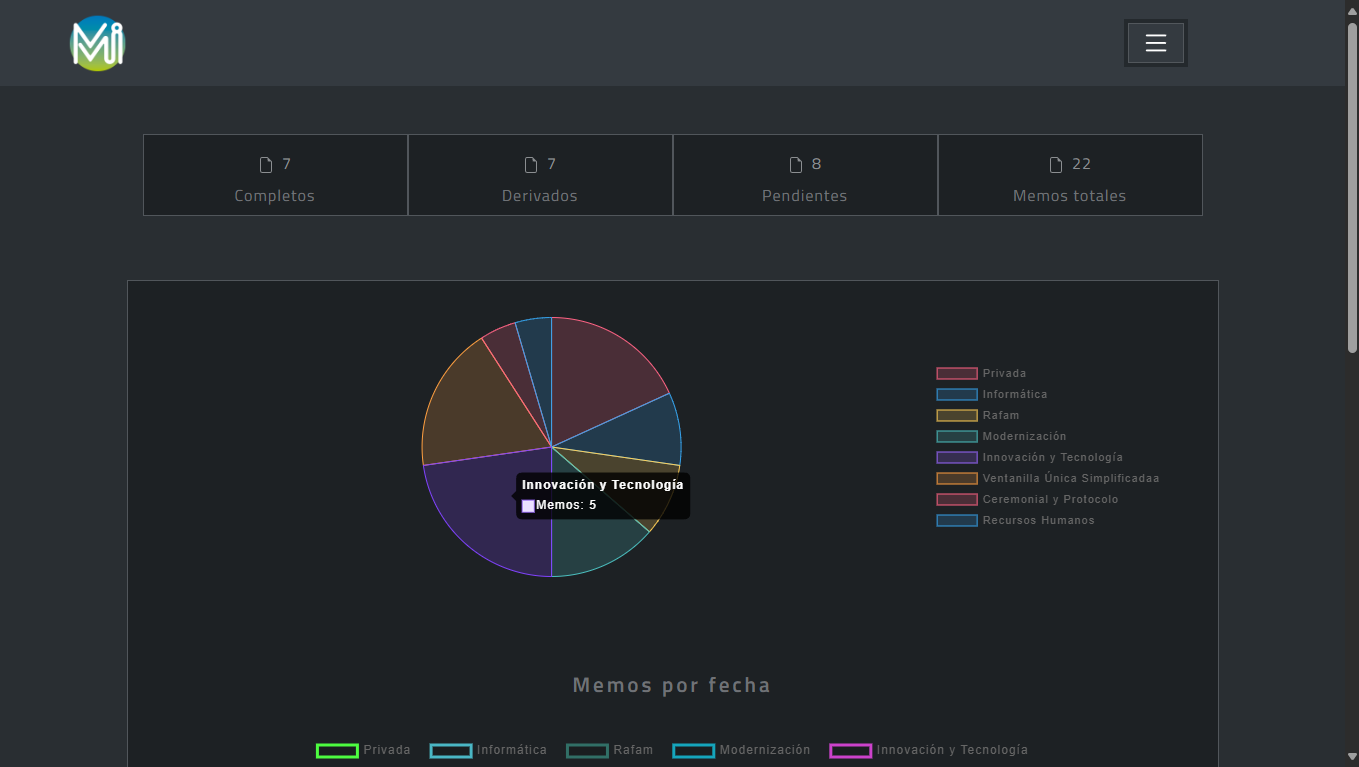 Mi
7
Completos
7
Derivados
8
Pendientes
22
Memos totales
Privada
Informática
Rafam
Modernización
Innovación y Tecnología
Ventanilla Única Simplificadaa
Ceremonial y Protocolo
Recursos Humanos
Innovación y Tecnología
Memos: 5
Memos por fecha
Privada Informática Rafam Modernización Innovación y Tecnología